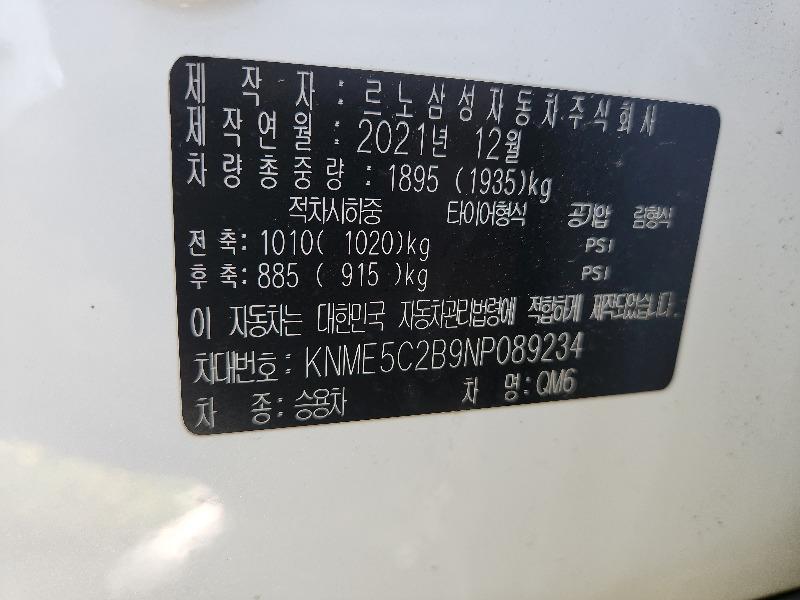 제 작 자 : 르노삼성자동차주식회사
제작연월 : 2021년 12월
차량총중량 : 1895 (1935)kg
적차시하중 타이어형식 공기압 림형식
전 축: 1010( 1020)kg PSI
후 축: 885 ( 915 )kg PSI
이 자동차는 대한민국 자동차관리법령에 적합하게 제작되었습니다.
차대번호: KNME5C2B9NP089234
차 종: 승용차 차 명: QM6